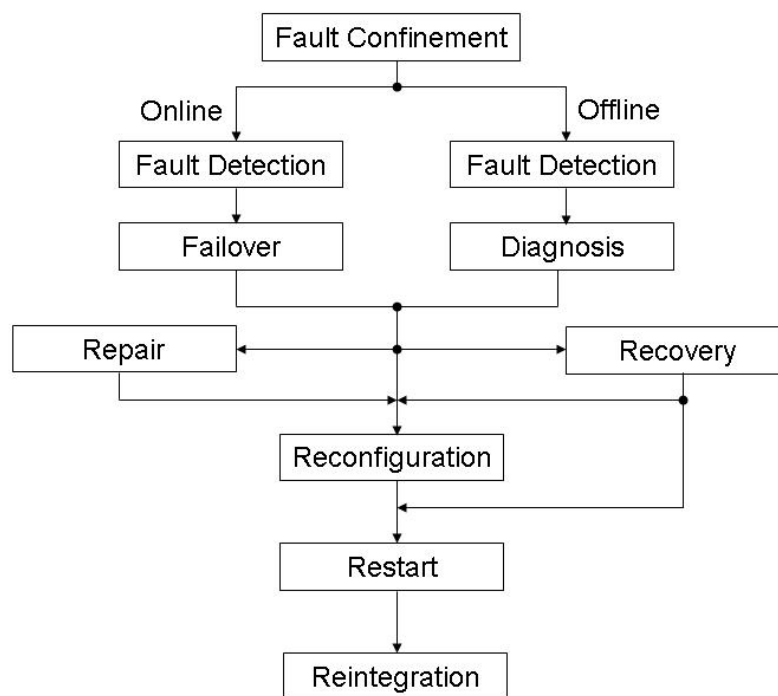 Fault Confinement
Online
Offline
Fault Detection
Fault Detection
Failover
Diagnosis
Repair
Recovery
Reconfiguration
Restart
Reintegration